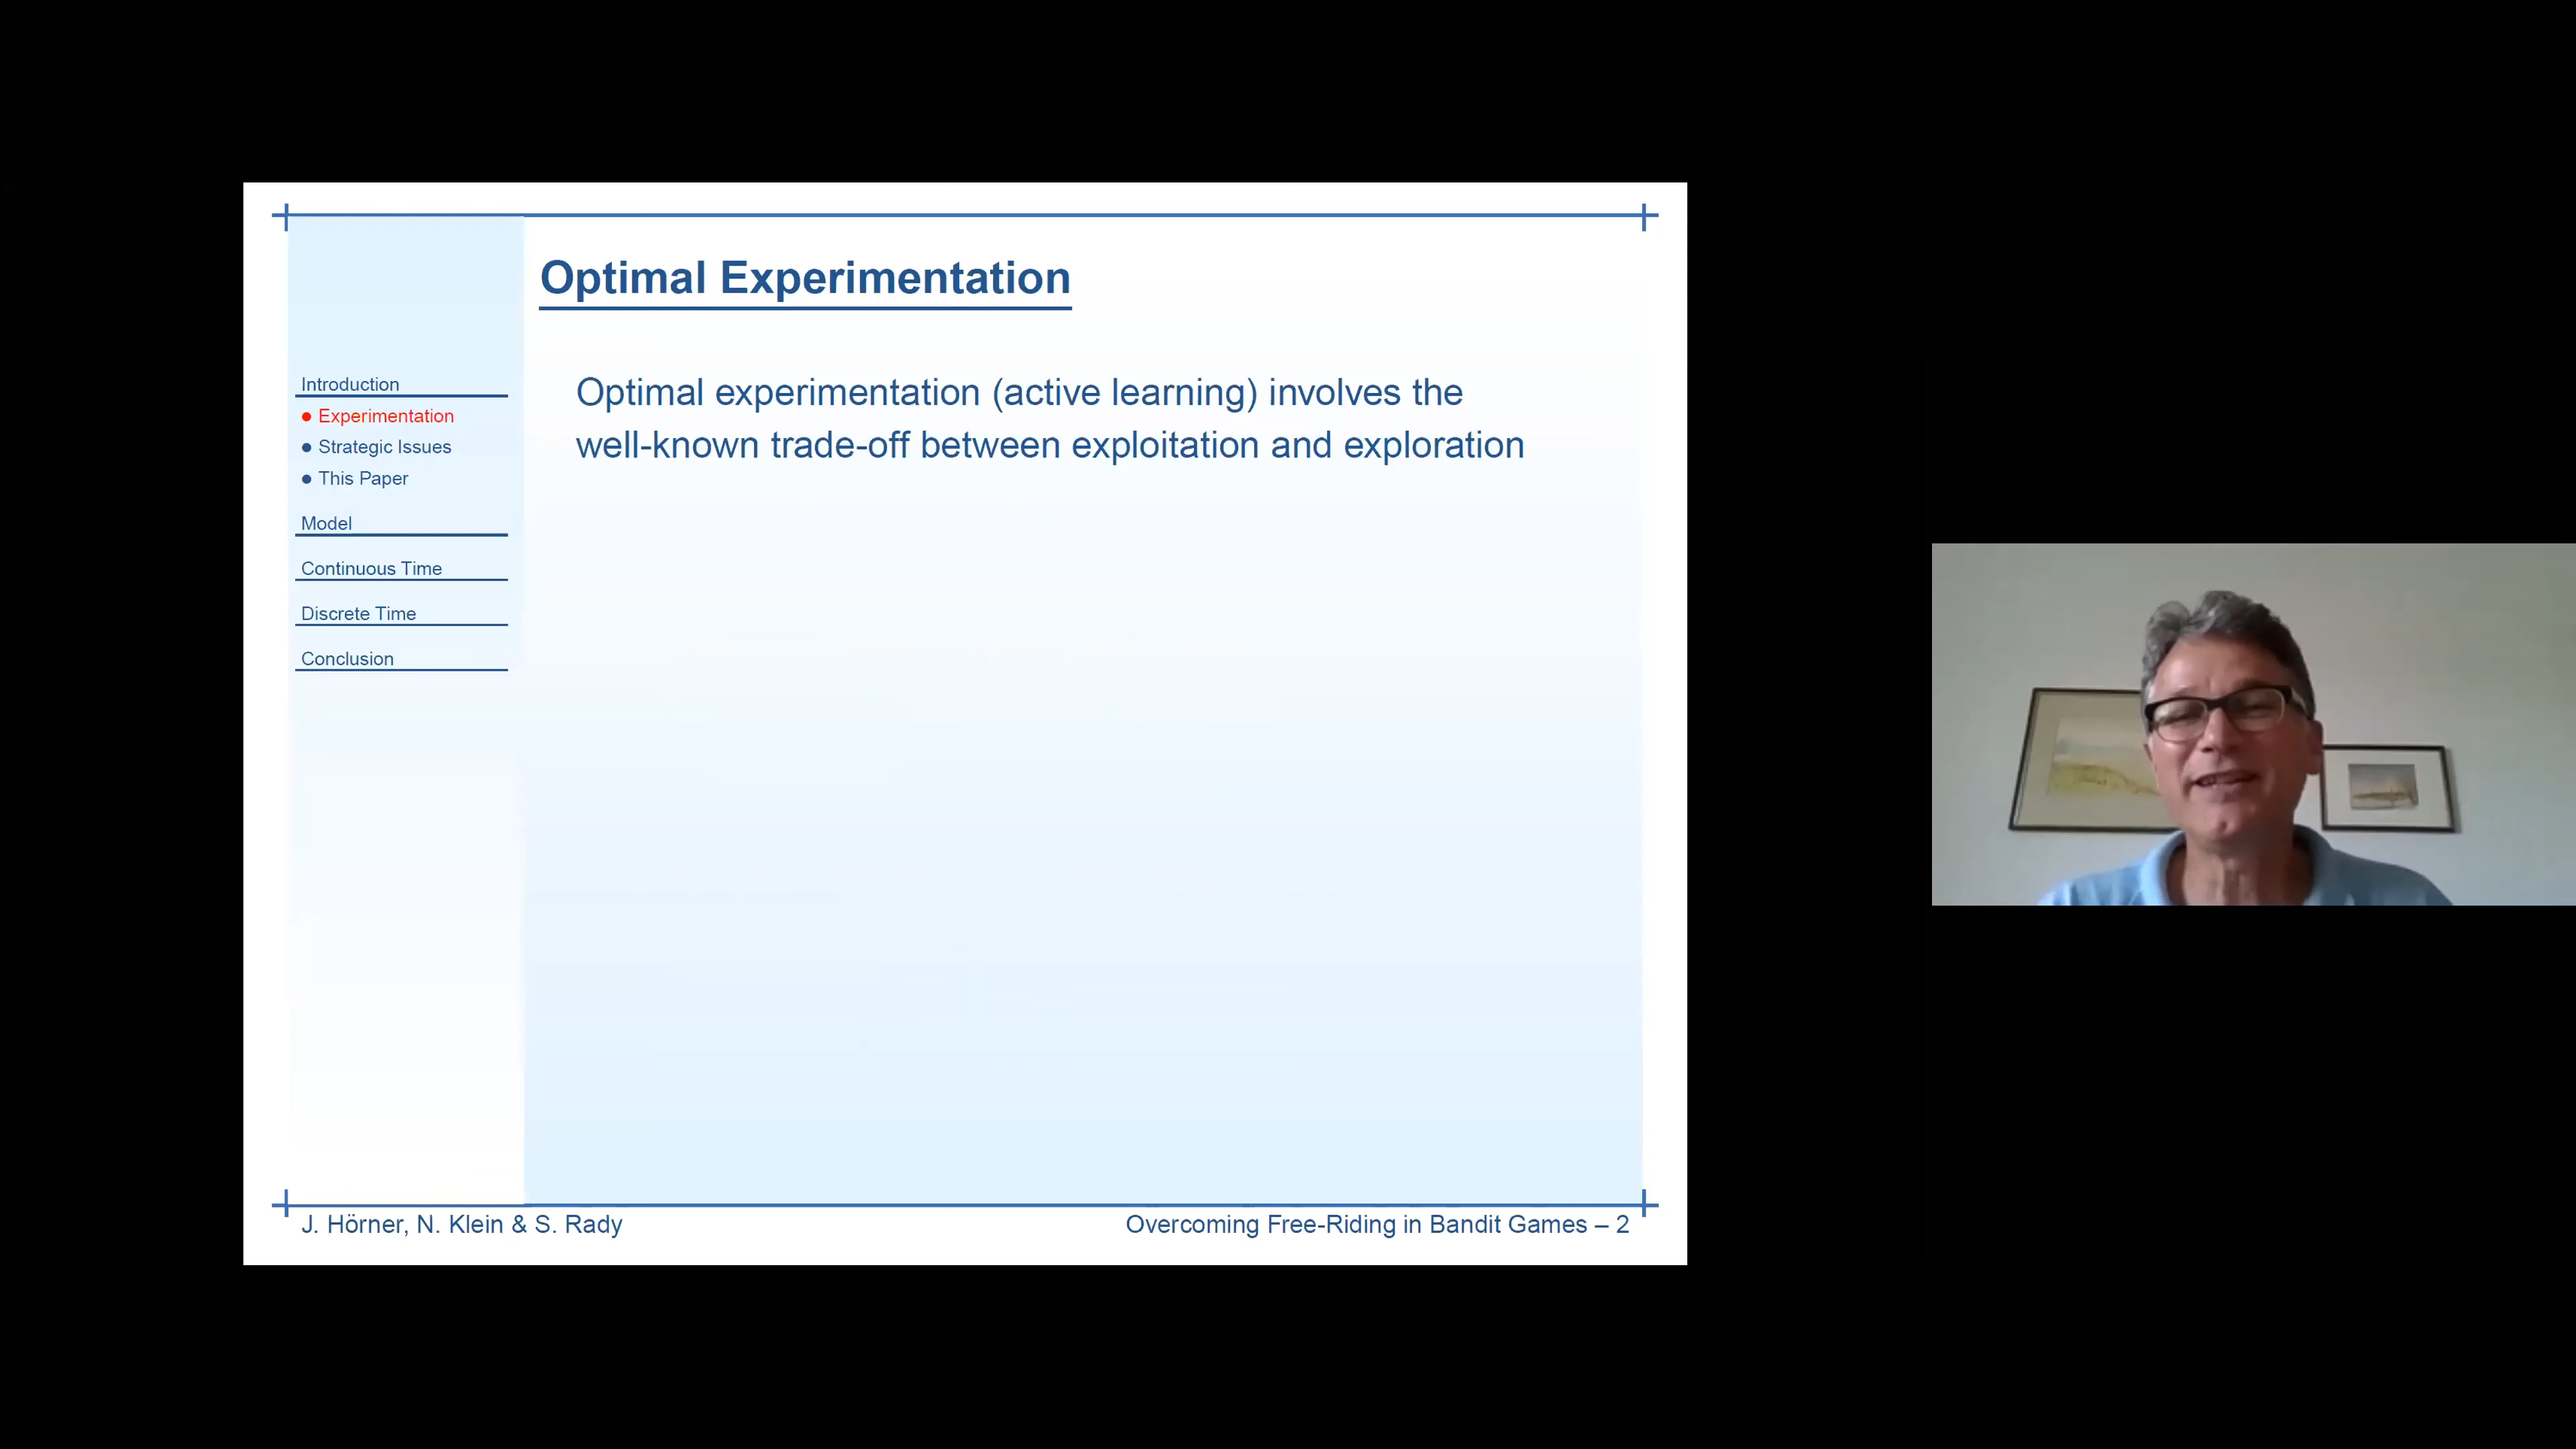 Optimal Experimentation
Introduction
Experimentation
Strategic Issues
This Paper
Model
Continuous Time
Discrete Time
Conclusion
Optimal experimentation (active learning) involves the
well-known trade-off between exploitation and exploration
J. Hörner, N. Klein & S. Rady
Overcoming Free-Riding in Bandit Games – 2